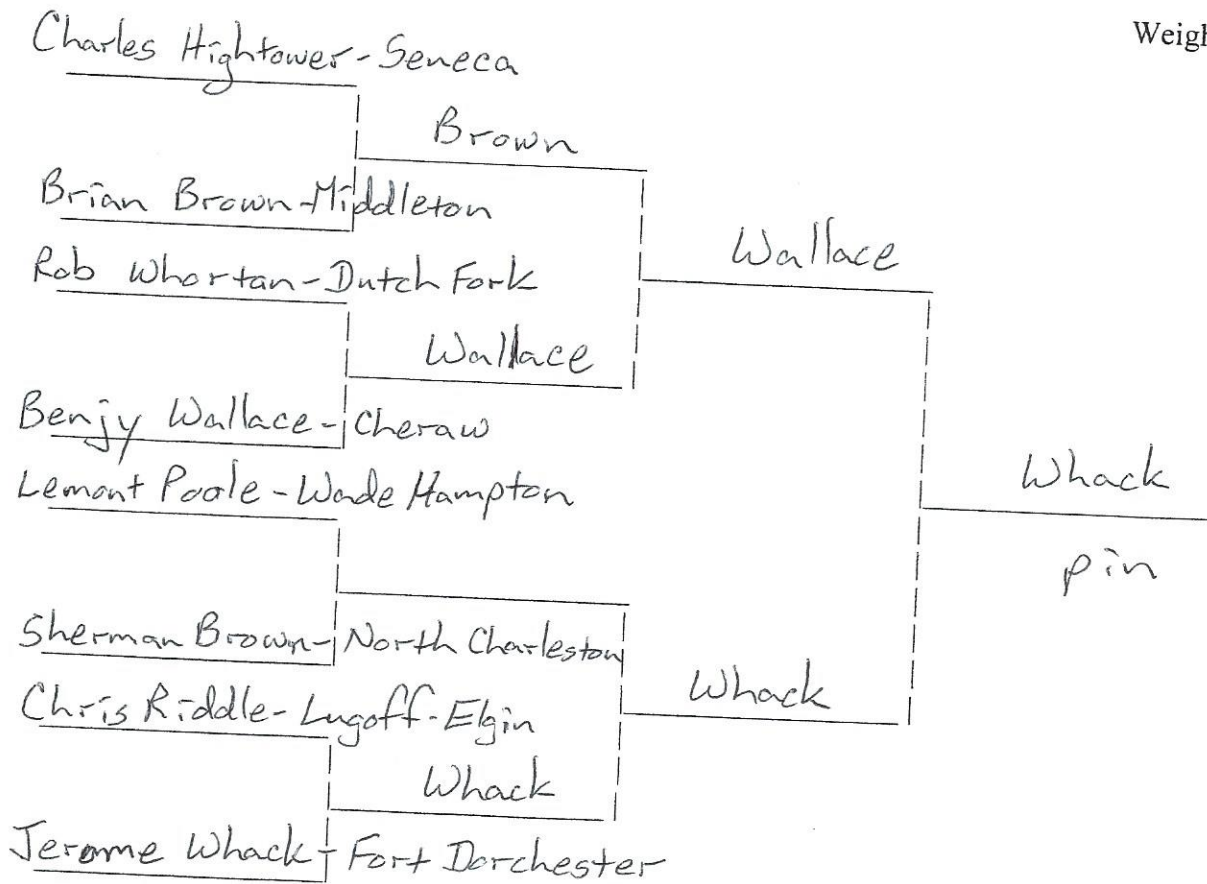 Weigh
Charles Hightower-Seneca
Brown
Brian Brown-Middleton
Wallace
Rob Whortan-Dutch Fork
Wallace
Benjy Wallace-Cheraw
Whack
Lemont Poole-Wade Hampton
pin
Sherman Brown-North Charleston
Whack
Chris Riddle-Lugoff-Elgin
Whack
Jerome Whack-Fort Dorchester